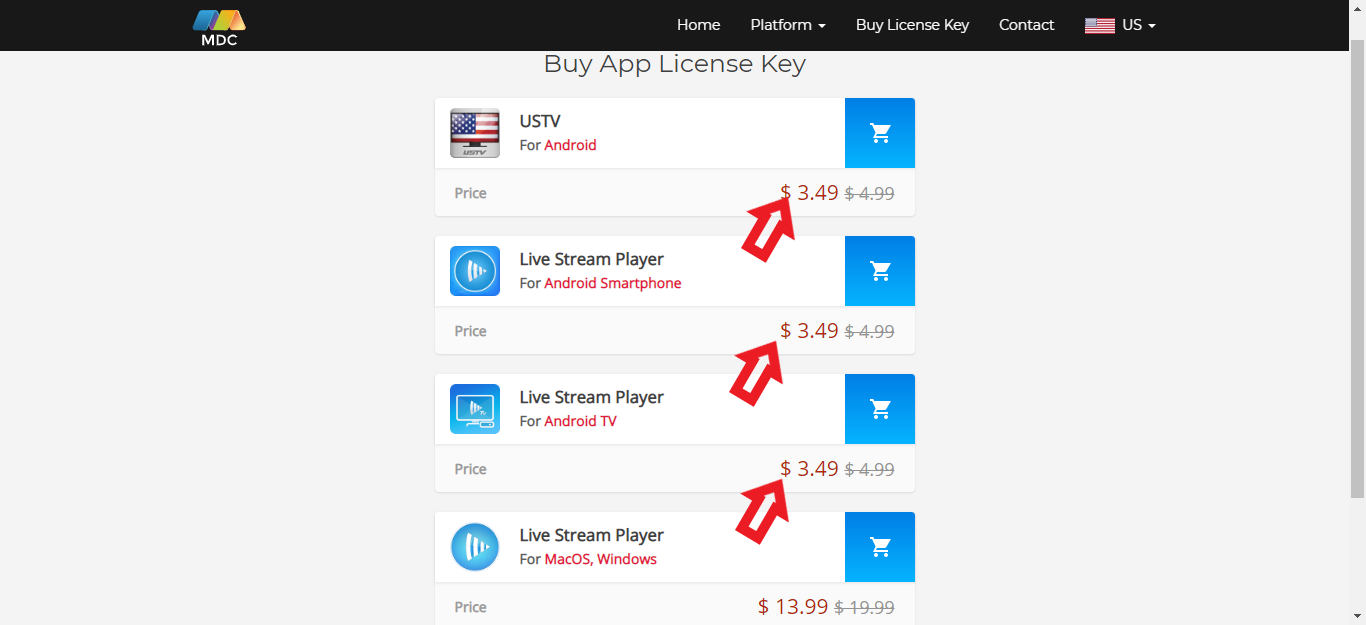 MDC
Home Platform Buy License Key Contact US
Buy App License Key
USTV
USTV
For Android
Price $ 3.49 $ 4.99
Live Stream Player
For Android Smartphone
Price $ 3.49 $ 4.99
Live Stream Player
For Android TV
Price $ 3.49 $ 4.99
Live Stream Player
For MacOS, Windows
Price $ 13.99 $ 19.99